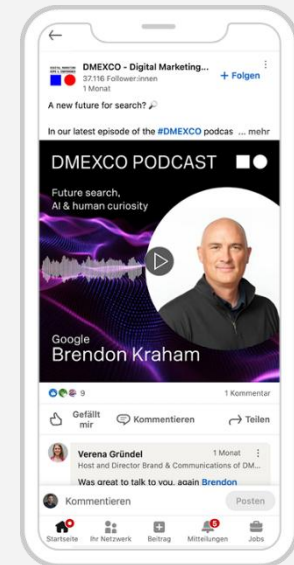 DMEXCO - Digital Marketing...
37.116 Follower:innen
1 Monat
+ Folgen
A new future for search?
In our latest episode of the #DMEXCO podcas ... mehr
DMEXCO PODCAST
Future search,
AI & human curiosity
Google
Brendon Kraham
9
1 Kommentar
Gefällt mir
Kommentieren
Teilen
Verena Gründel
1 Monat
Host and Director Brand & Communications of DM...
Was great to talk to you, again Brendon
Kommentieren
Posten
Startseite
Ihr Netzwerk
Beitrag
5
Mitteilungen
Jobs